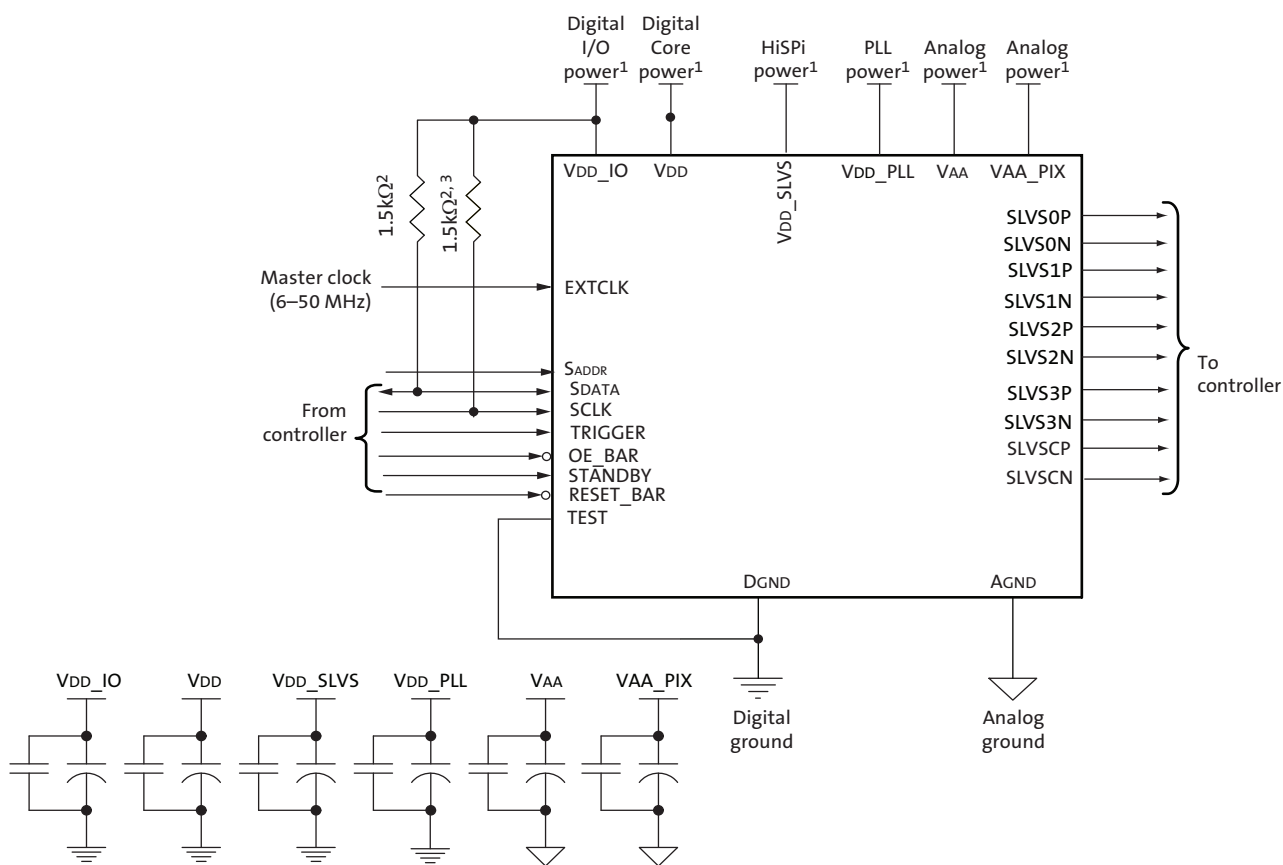 Digital
I/O
power1
Digital
Core
power1
HiSPi
power1
PLL
power1
Analog
power1
Analog
power1
VDD_IO
VDD
VDD_SLVS
VDD_PLL
VAA
VAA_PIX
1.5kΩ2
1.5kΩ2, 3
Master clock
(6–50 MHz)
EXTCLK
SADDR
SDATA
SCLK
TRIGGER
OE_BAR
STANDBY
RESET_BAR
TEST
From
controller
SLVS0P
SLVS0N
SLVS1P
SLVS1N
SLVS2P
SLVS2N
SLVS3P
SLVS3N
SLVSCP
SLVSCN
To
controller
DGND
AGND
Digital
ground
Analog
ground
VDD_IO
VDD
VDD_SLVS
VDD_PLL
VAA
VAA_PIX